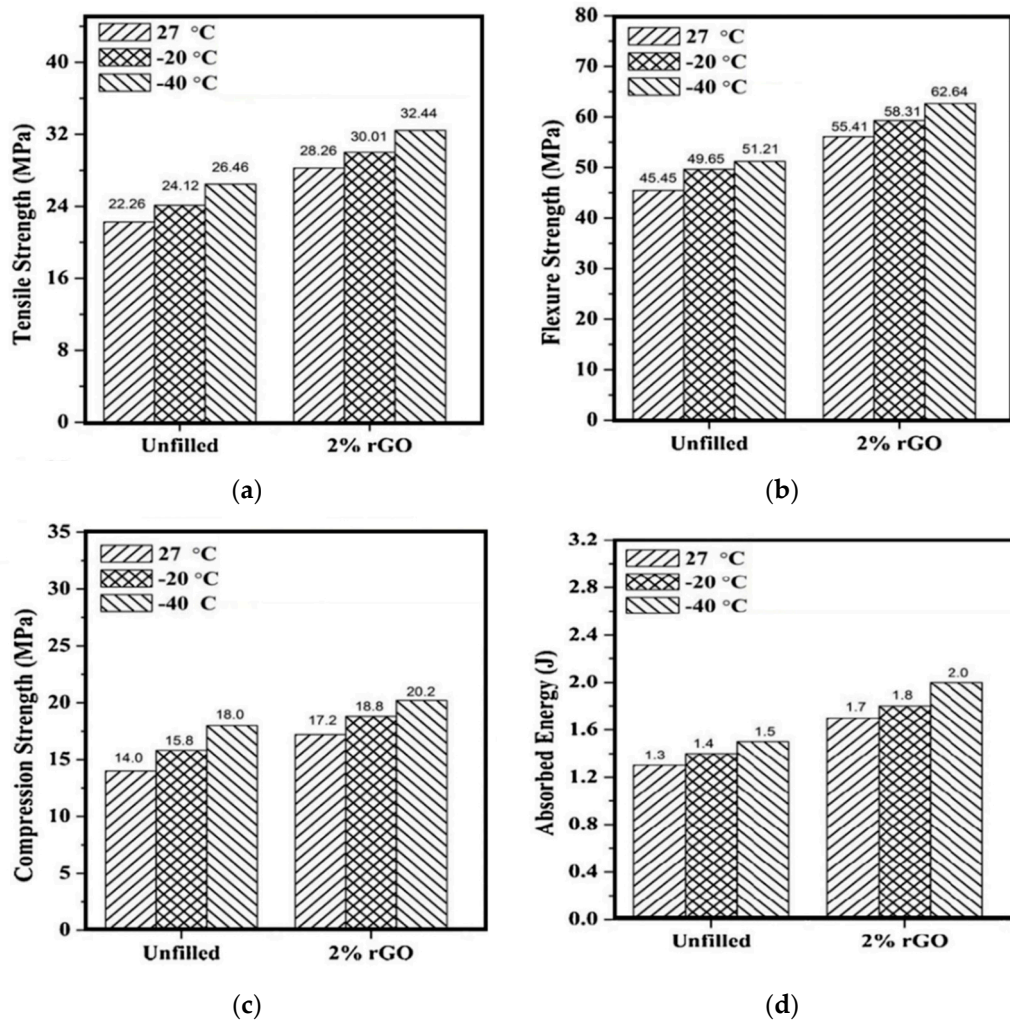 27 °C
-20 °C
-40 °C
Tensile Strength (MPa)
40
32
24
16
8
0
22.26
24.12
26.46
28.26
30.01
32.44
Unfilled
2% rGO
(a)
27 °C
-20 °C
-40 °C
Flexure Strength (MPa)
80
70
60
50
40
30
20
10
0
45.45
49.65
51.21
55.41
58.31
62.64
Unfilled
2% rGO
(b)
27 °C
-20 °C
-40 C
Compression Strength (MPa)
35
30
25
20
15
10
5
0
14.0
15.8
18.0
17.2
18.8
20.2
Unfilled
2% rGO
(c)
27 °C
-20 °C
-40 °C
Absorbed Energy (J)
3.2
2.8
2.4
2.0
1.6
1.2
0.8
0.4
0.0
1.3
1.4
1.5
1.7
1.8
2.0
Unfilled
2% rGO
(d)